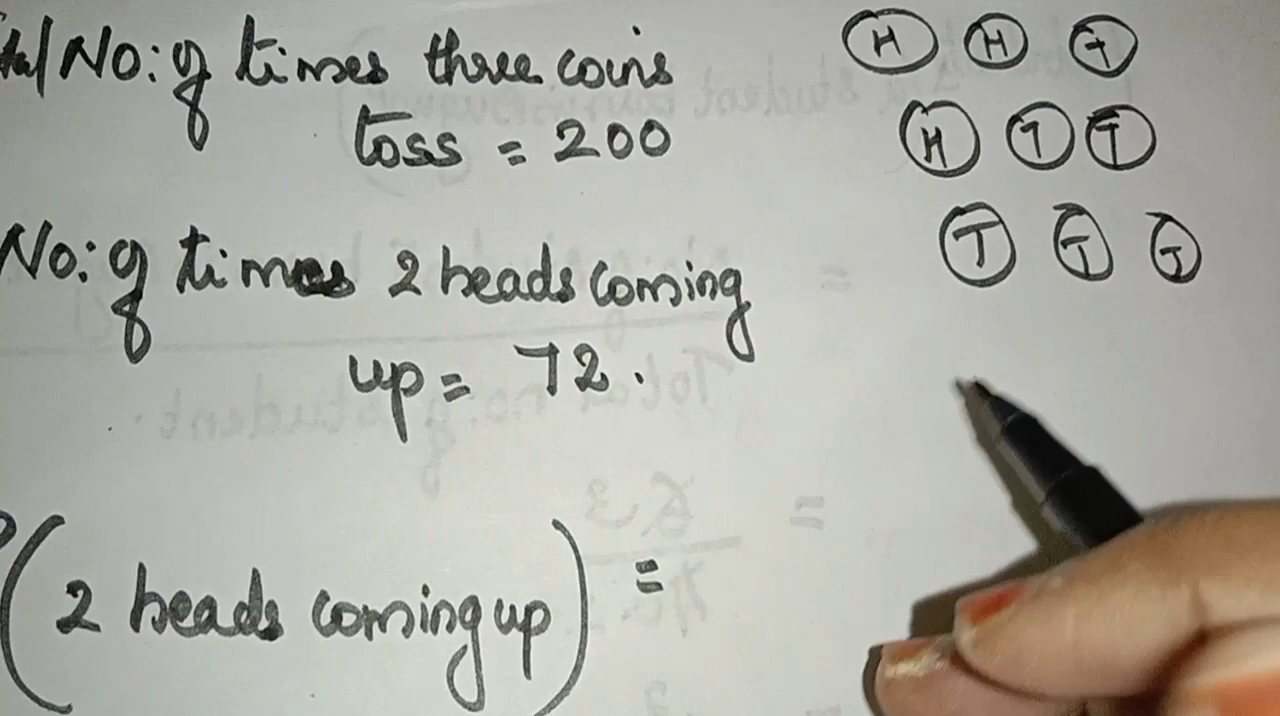 No: of times three coins H H T
toss = 200 H T T
No: of times 2 heads coming T T T
up = 72.
(2 heads coming up) =